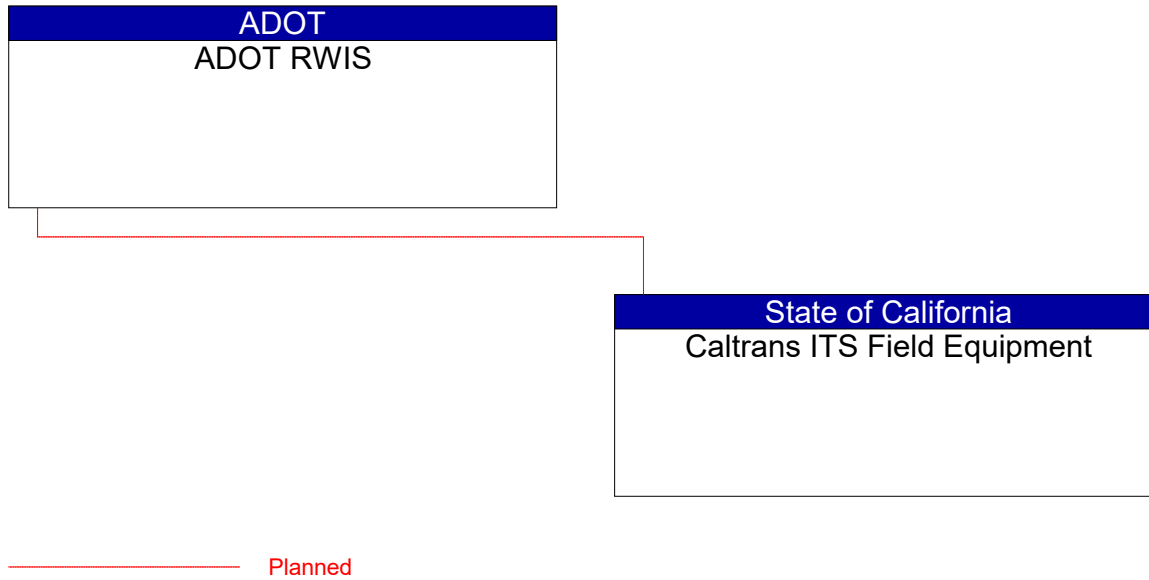 ADOT
ADOT RWIS
State of California
Caltrans ITS Field Equipment
Planned